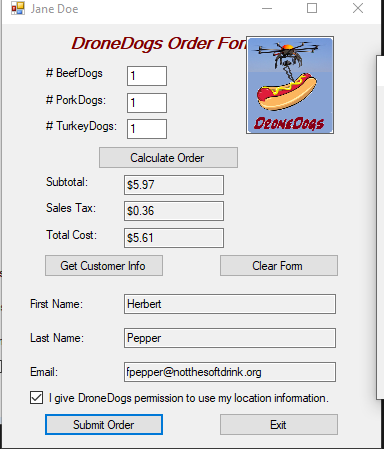 Jane Doe
DroneDogs Order For
DRONEDOGS
# BeefDogs 1
# PorkDogs: 1
# TurkeyDogs: 1
Calculate Order
Subtotal: $5.97
Sales Tax: $0.36
Total Cost: $5.61
Get Customer Info Clear Form
First Name: Herbert
Last Name: Pepper
Email: fpepper@notthesoftdrink.org
I give DroneDogs permission to use my location information.
Submit Order Exit